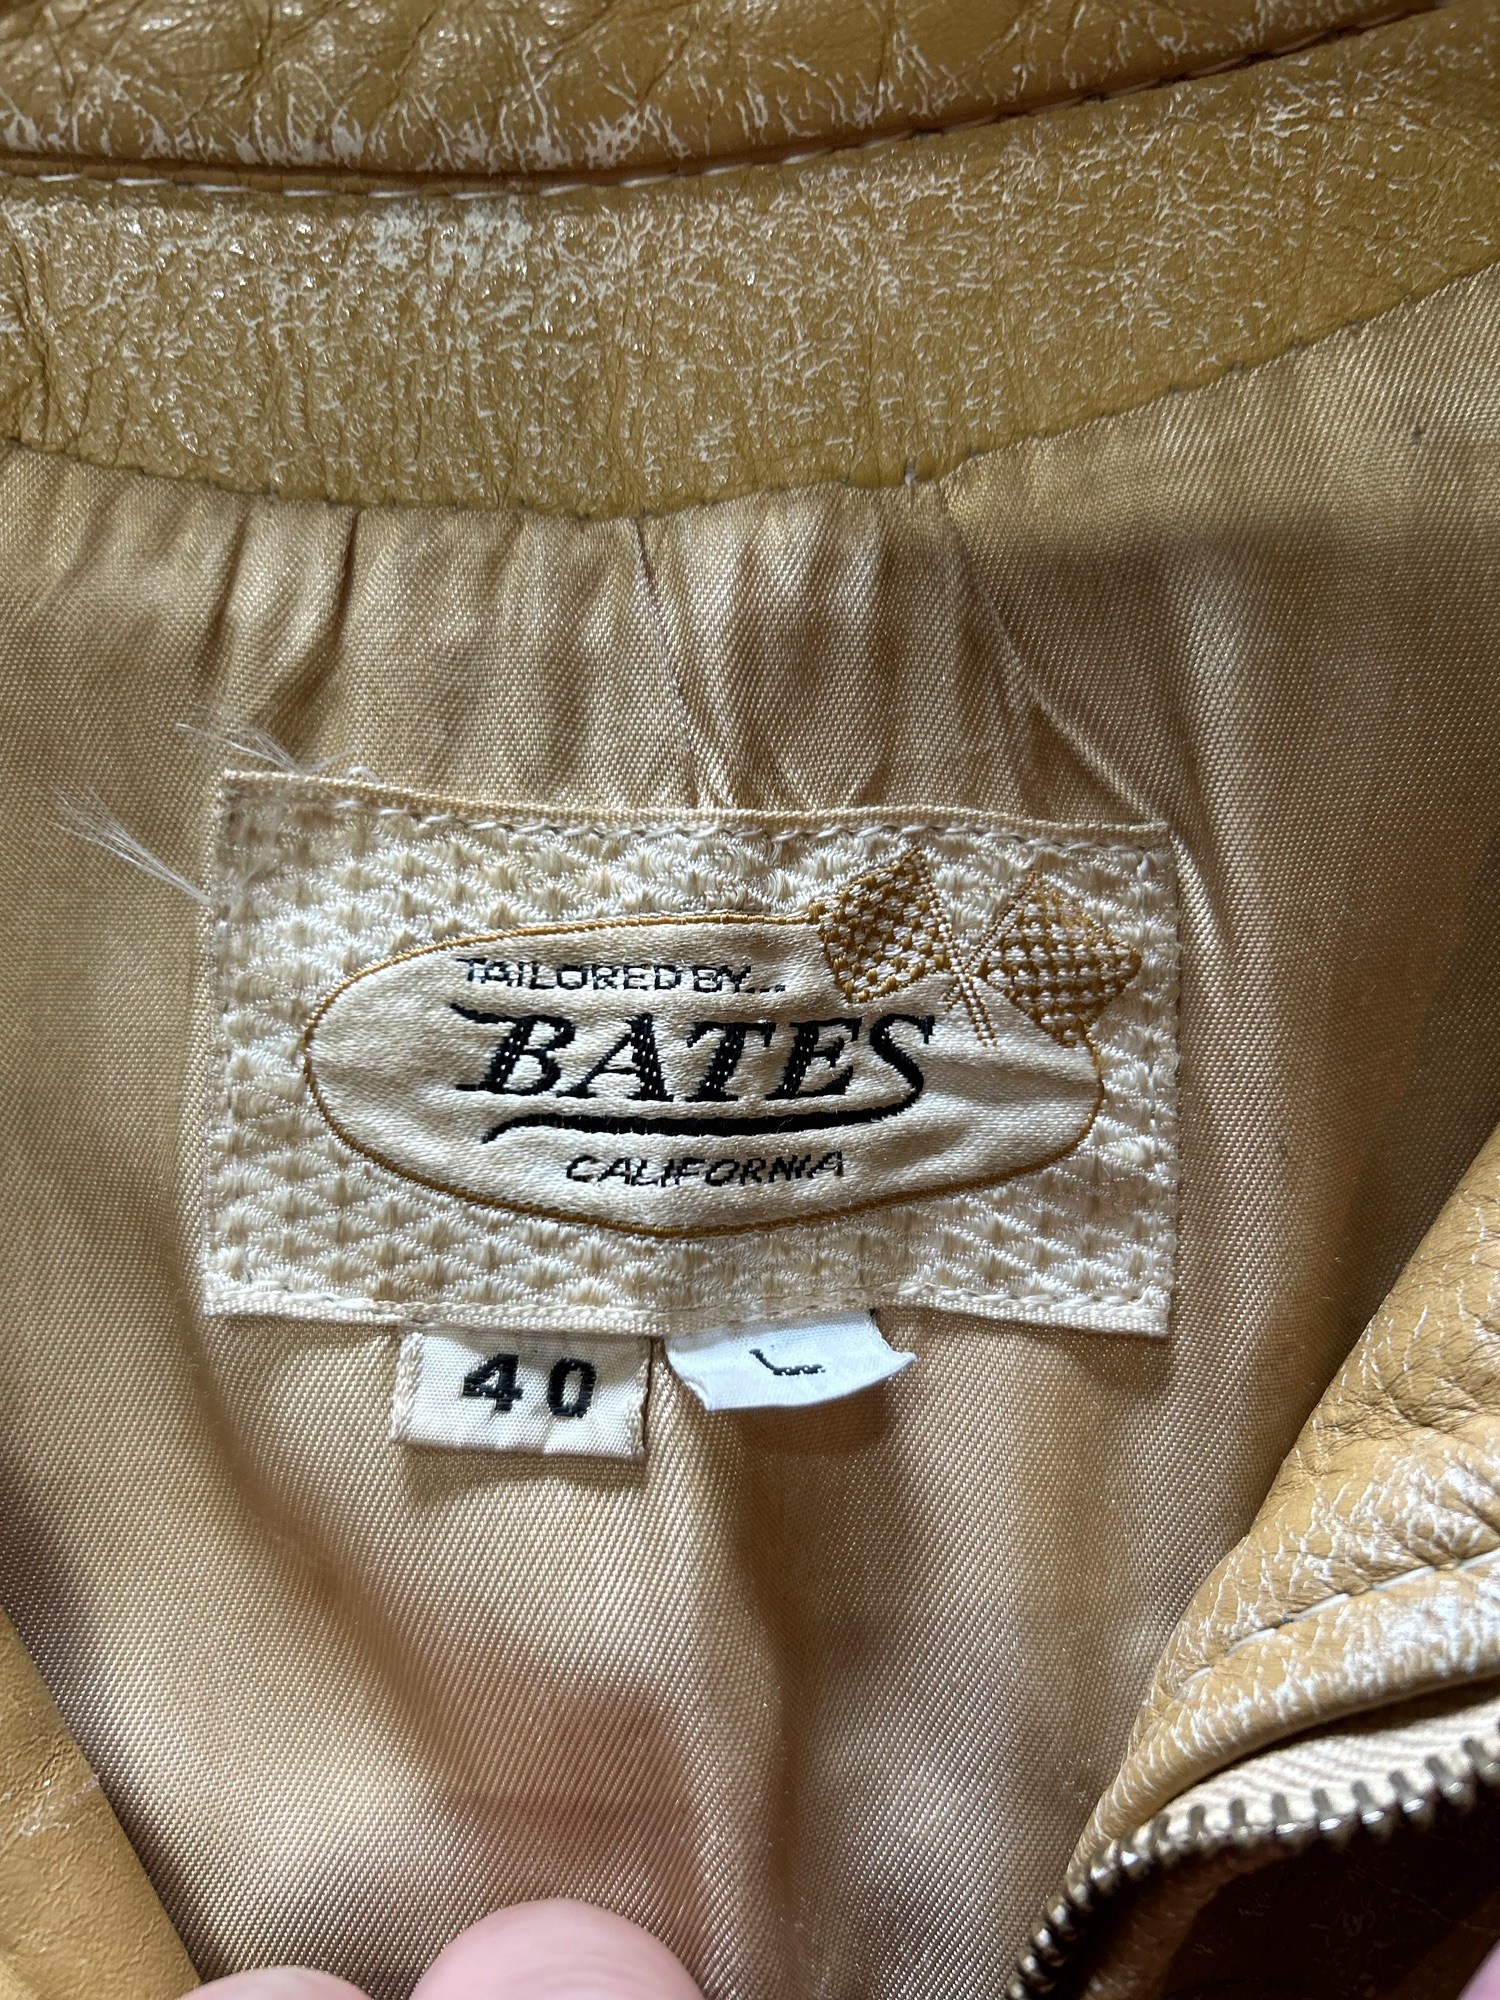 TAILORED BY...
BATES
CALIFORNIA
40 L